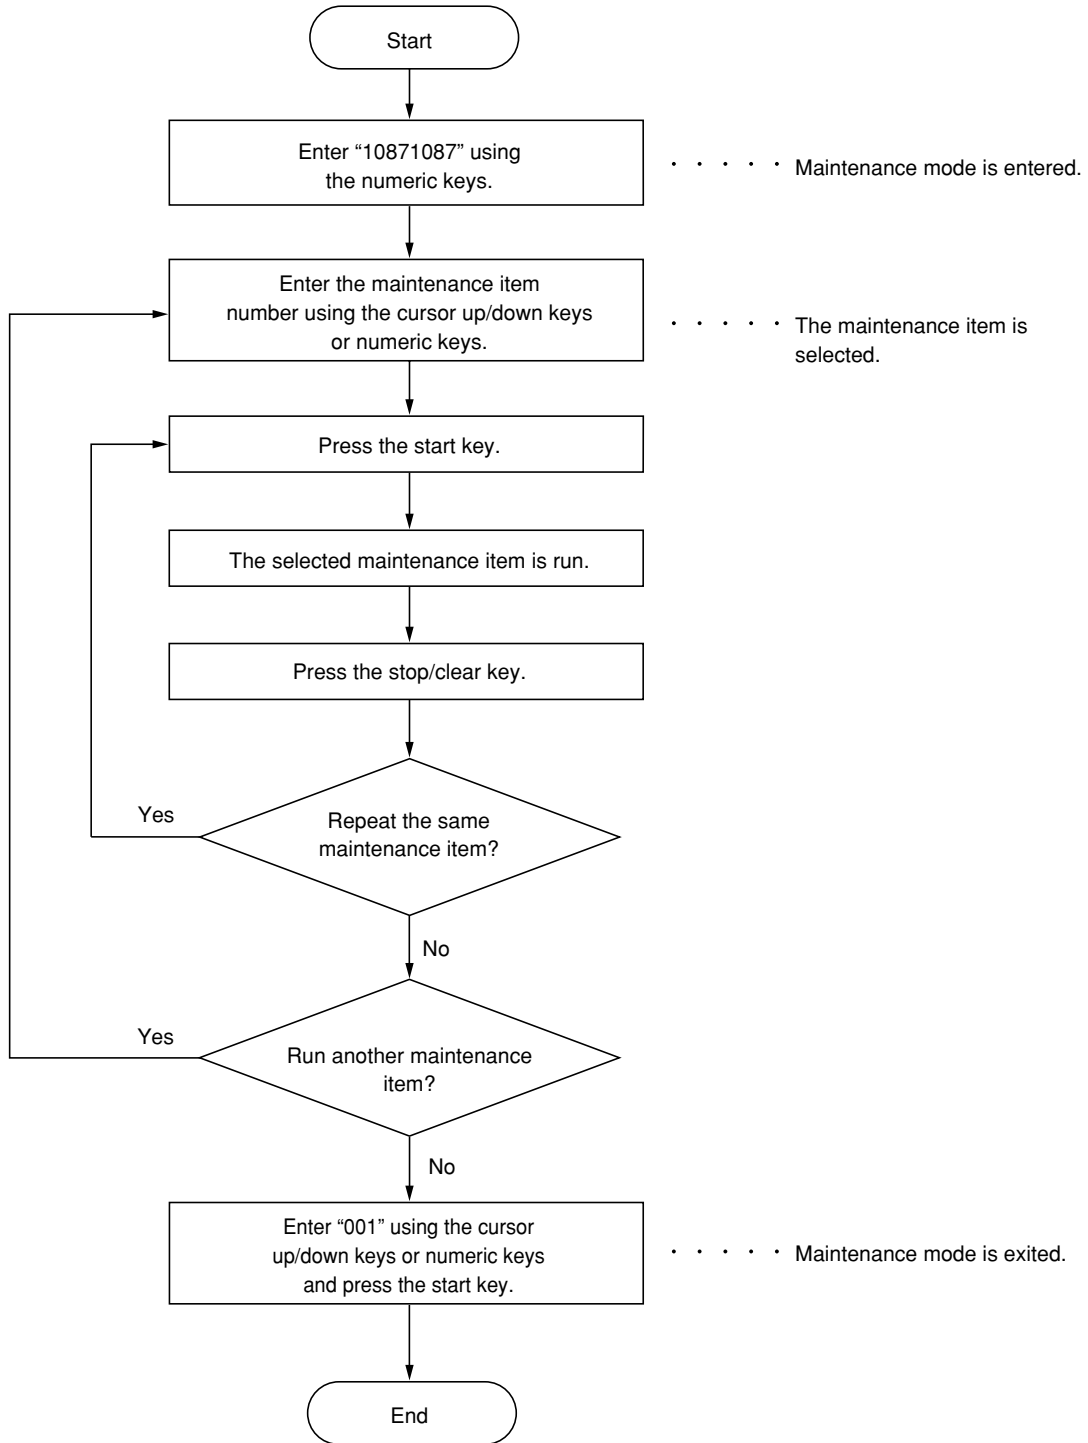 Start
Enter “10871087” using
the numeric keys.
· · · · · Maintenance mode is entered.
Enter the maintenance item
number using the cursor up/down keys
or numeric keys.
· · · · · The maintenance item is
selected.
Press the start key.
The selected maintenance item is run.
Press the stop/clear key.
Yes
Repeat the same
maintenance item?
No
Yes
Run another maintenance
item?
No
Enter “001” using the cursor
up/down keys or numeric keys
and press the start key.
· · · · · Maintenance mode is exited.
End